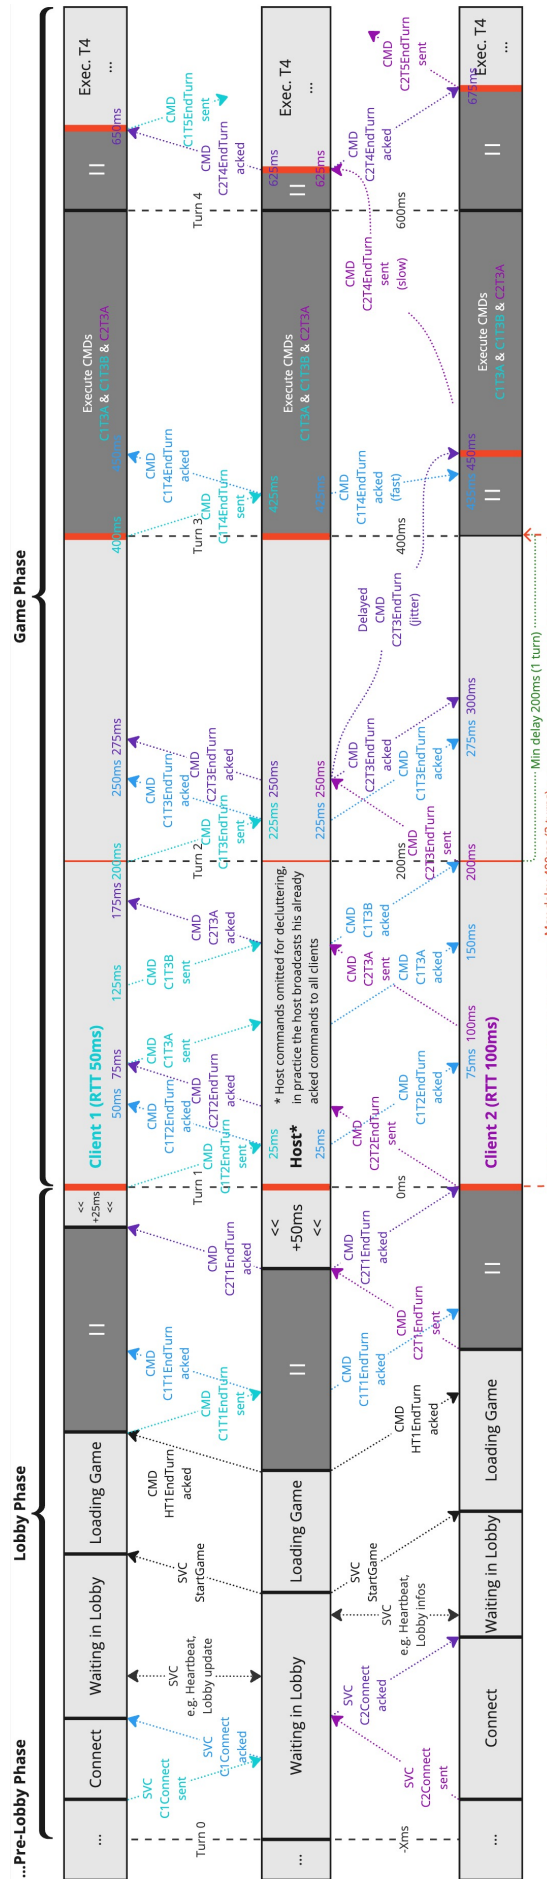 ...Pre-Lobby Phase
Lobby Phase
Game Phase
...
Connect
Waiting in Lobby
Loading Game
||
<<
+25ms
<<
Client 1 (RTT 50ms)
50ms
75ms
125ms
175ms
200ms
250ms
275ms
400ms
Execute CMDs
C1T3A & C1T3B & C2T3A
||
650ms
Exec. T4
...
Turn 0
SVC
C1Connect
sent
SVC
C1Connect
acked
SVC
e.g. Heartbeat,
Lobby update
SVC
StartGame
CMD
HT1EndTurn
acked
CMD
C1T1EndTurn
sent
CMD
C1T1EndTurn
acked
CMD
C2T1EndTurn
acked
Turn 1
CMD
C1T2EndTurn
sent
CMD
C1T2EndTurn
acked
CMD
C2T2EndTurn
acked
CMD
C1T3A
sent
CMD
C1T3B
sent
CMD
C2T3A
acked
Turn 2
CMD
C1T3EndTurn
sent
CMD
C1T3EndTurn
acked
CMD
C2T3EndTurn
acked
Turn 3
CMD
C1T4EndTurn
sent
CMD
C1T4EndTurn
acked
Turn 4
CMD
C2T4EndTurn
acked
CMD
C1T5EndTurn
sent
...
Waiting in Lobby
Loading Game
||
<<
+50ms
<<
25ms
Host*
25ms
* Host commands omitted for decluttering,
in practice the host broadcasts his already
acked commands to all clients
225ms
250ms
225ms
250ms
425ms
Execute CMDs
C1T3A & C1T3B & C2T3A
||
625ms
625ms
Exec. T4
...
-Xms
SVC
C2Connect
sent
SVC
C2Connect
acked
SVC
e.g. Heartbeat,
Lobby infos
SVC
StartGame
CMD
HT1EndTurn
acked
CMD
C1T1EndTurn
acked
CMD
C2T1EndTurn
sent
CMD
C2T1EndTurn
acked
0ms
CMD
C2T2EndTurn
sent
CMD
C1T2EndTurn
acked
CMD
C2T3A
sent
CMD
C1T3A
acked
CMD
C1T3B
acked
200ms
CMD
C2T3EndTurn
sent
CMD
C1T3EndTurn
acked
CMD
C2T3EndTurn
acked
Delayed
CMD
C2T3EndTurn
(jitter)
400ms
CMD
C1T4EndTurn
acked
(fast)
CMD
C2T4EndTurn
sent
(slow)
600ms
CMD
C2T4EndTurn
acked
CMD
C2T5EndTurn
sent
...
Connect
Waiting in Lobby
Loading Game
||
Client 2 (RTT 100ms)
75ms
100ms
150ms
200ms
275ms
300ms
||
450ms
Execute CMDs
C1T3A & C1T3B & C2T3A
||
675ms
Exec. T4
...
Min delay 200ms (1 turn)